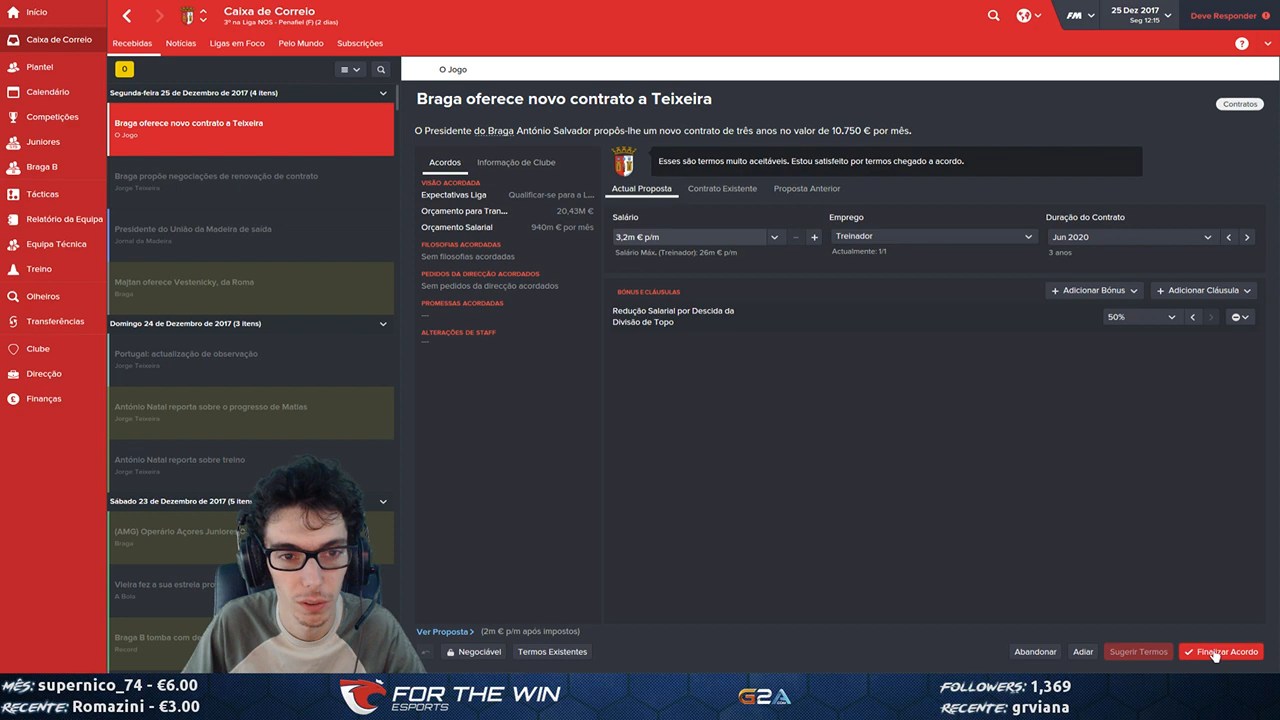 Início
Caixa de Correio
Plantel
Calendário
Competições
Juniores
Braga B
Tácticas
Relatório da Equipa
Equipa Técnica
Treino
Olheiros
Transferências
Clube
Direcção
Finanças
Caixa de Correio
3º na Liga NOS - Penafiel (F) (2 dias)
FM
25 Dez 2017
Seg 12:15
Deve Responder
Recebidas
Notícias
Ligas em Foco
Pelo Mundo
Subscrições
0
Segunda-feira 25 de Dezembro de 2017 (4 itens)
Braga oferece novo contrato a Teixeira
O Jogo
Braga propõe negociações de renovação de contrato
Jorge Teixeira
Presidente do União da Madeira de saída
Jornal da Madeira
Majtan oferece Vestenicky, da Roma
Braga
Domingo 24 de Dezembro de 2017 (3 itens)
Portugal: actualização de observação
Jorge Teixeira
António Natal reporta sobre o progresso de Matias
Jorge Teixeira
António Natal reporta sobre treino
Jorge Teixeira
Sábado 23 de Dezembro de 2017 (5 iten
(AMG) Operário Açores Juniores
Braga
Vieira fez a sua estreia
A Bola
Braga B tomba com
Record
O Jogo
Braga oferece novo contrato a Teixeira
Contratos
O Presidente do Braga António Salvador propôs-lhe um novo contrato de três anos no valor de 10.750 € por mês.
Acordos
Informação de Clube
VISÃO ACORDADA
Expectativas Liga Qualificar-se para a L...
Orçamento para Tran... 20,43M €
Orçamento Salarial 940m € por mês
FILOSOFIAS ACORDADAS
Sem filosofias acordadas
PEDIDOS DA DIRECÇÃO ACORDADOS
Sem pedidos da direcção acordados
PROMESSAS ACORDADAS
---
ALTERAÇÕES DE STAFF
---
Esses são termos muito aceitáveis. Estou satisfeito por termos chegado a acordo.
Actual Proposta
Contrato Existente
Proposta Anterior
Salário
3,2m € p/m
Salário Máx. (Treinador): 26m € p/m
Emprego
Treinador
Actualmente: 1/1
Duração do Contrato
Jun 2020
3 anos
BÓNUS E CLÁUSULAS
Adicionar Bónus
Adicionar Cláusula
Redução Salarial por Descida da
Divisão de Topo
50%
Ver Proposta > (2m € p/m após impostos)
Negociável
Termos Existentes
Abandonar
Adiar
Sugerir Termos
Finalizar Acordo
MÊS: supernico_74 - €6.00
RECENTE: Romazini - €3.00
FOR THE WIN
ESPORTS
G2A
.COM
FOLLOWERS: 1,369
RECENTE: grviana